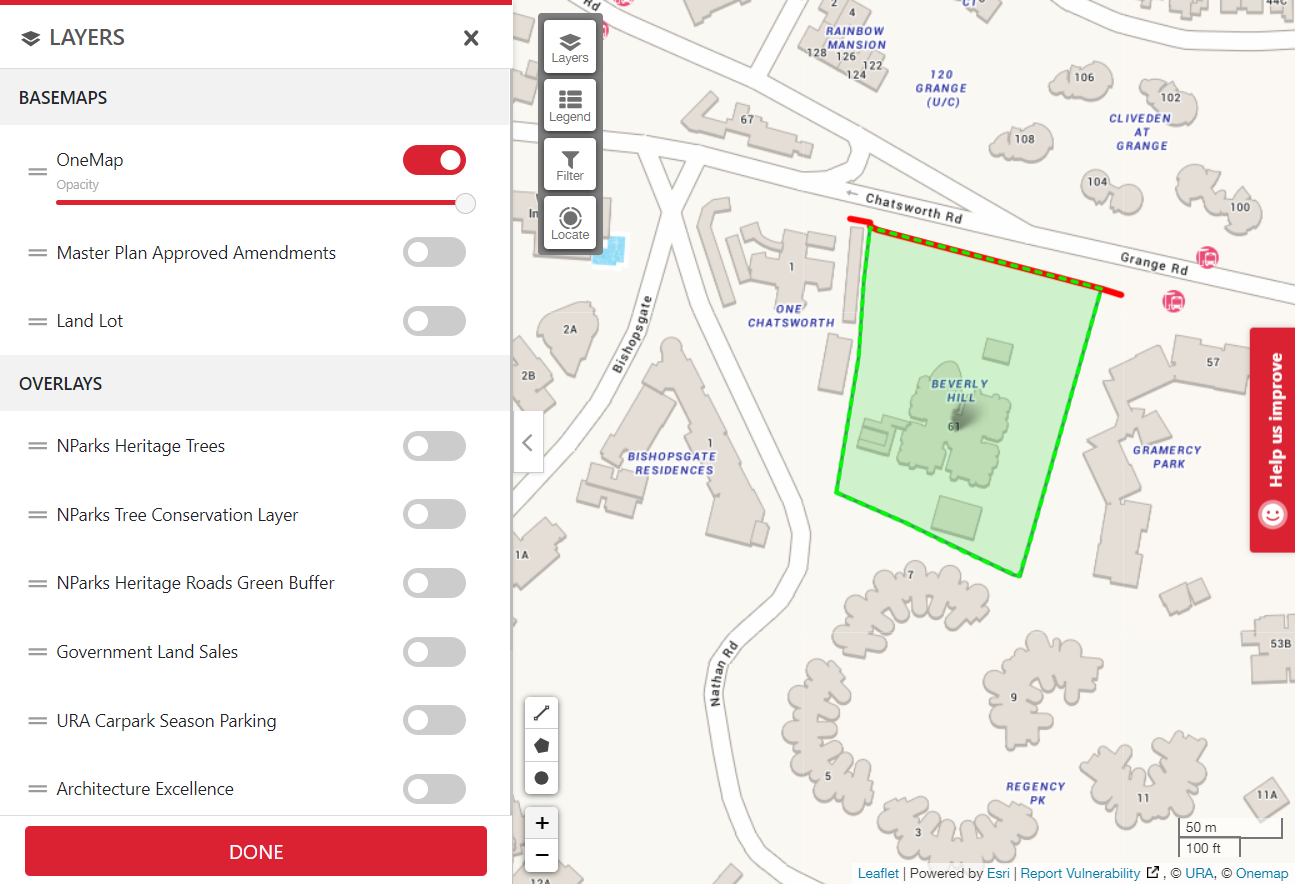 LAYERS
BASEMAPS
OneMap
Opacity
Master Plan Approved Amendments
Land Lot
OVERLAYS
NParks Heritage Trees
NParks Tree Conservation Layer
NParks Heritage Roads Green Buffer
Government Land Sales
URA Carpark Season Parking
Architecture Excellence
DONE
Layers
Legend
Filter
Locate
Rd
4
RAINBOW
MANSION
128
126
122
124
120
GRANGE
(U/C)
106
102
CLIVEDEN
AT
GRANGE
108
67
104
100
Chatsworth Rd
Grange Rd
1
ONE
CHATSWORTH
2A
Bishopsgate
2B
57
BEVERLY
HILL
61
1
BISHOPSGATE
RESIDENCES
GRAMERCY
PARK
Help us improve
1A
7
53B
Nathan Rd
9
5
REGENCY
PK
11
11A
3
+
−
50 m
100 ft
Leaflet | Powered by Esri | Report Vulnerability , © URA, © Onemap